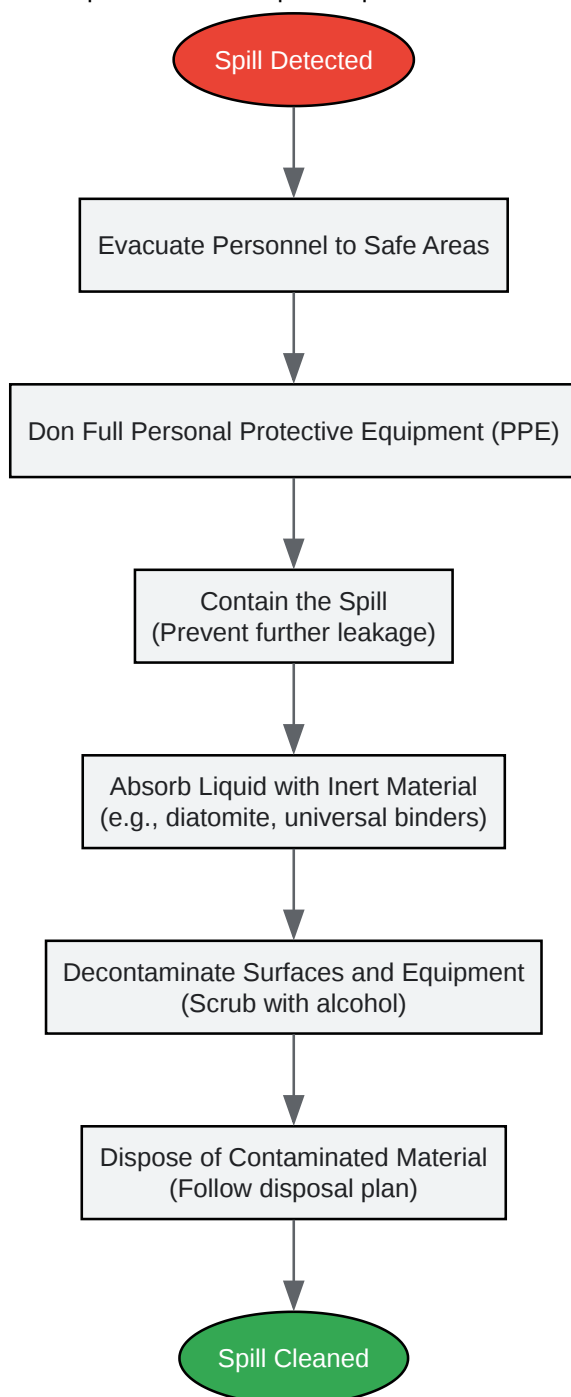 Spill Detected
Evacuate Personnel to Safe Areas
Don Full Personal Protective Equipment (PPE)
Contain the Spill
(Prevent further leakage)
Absorb Liquid with Inert Material
(e.g., diatomite, universal binders)
Decontaminate Surfaces and Equipment
(Scrub with alcohol)
Dispose of Contaminated Material
(Follow disposal plan)
Spill Cleaned